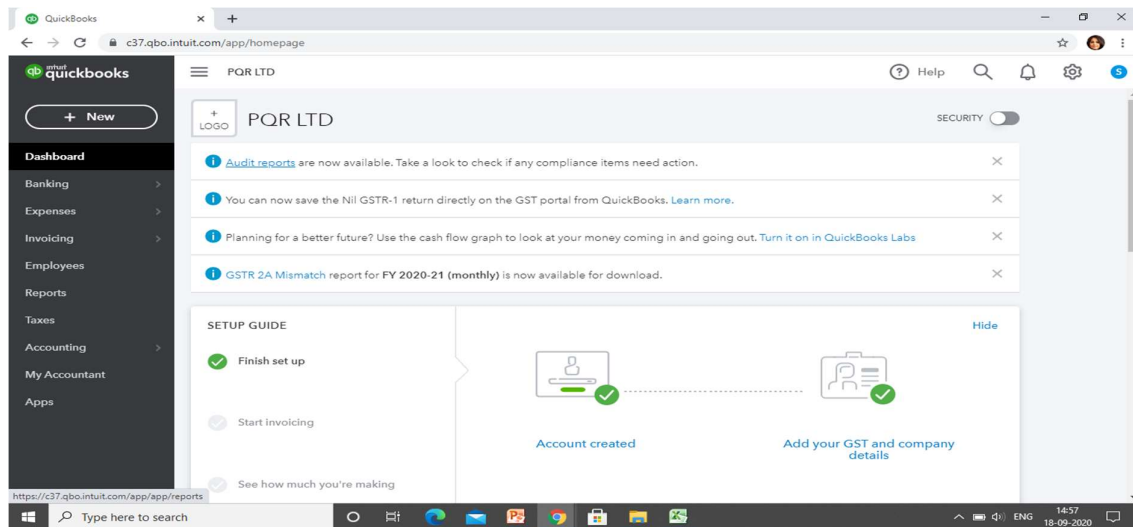 QuickBooks
c37.qbo.intuit.com/app/homepage
intuit
quickbooks
PQR LTD
Help
S
+ New
+
LOGO
PQR LTD
SECURITY
Dashboard
Banking
Expenses
Invoicing
Employees
Reports
Taxes
Accounting
My Accountant
Apps
Audit reports are now available. Take a look to check if any compliance items need action.
You can now save the Nil GSTR-1 return directly on the GST portal from QuickBooks. Learn more.
Planning for a better future? Use the cash flow graph to look at your money coming in and going out. Turn it on in QuickBooks Labs
GSTR 2A Mismatch report for FY 2020-21 (monthly) is now available for download.
SETUP GUIDE
Hide
Finish set up
Start invoicing
See how much you're making
Account created
Add your GST and company
details
https://c37.qbo.intuit.com/app/app/reports
Type here to search
ENG
14:57
18-09-2020